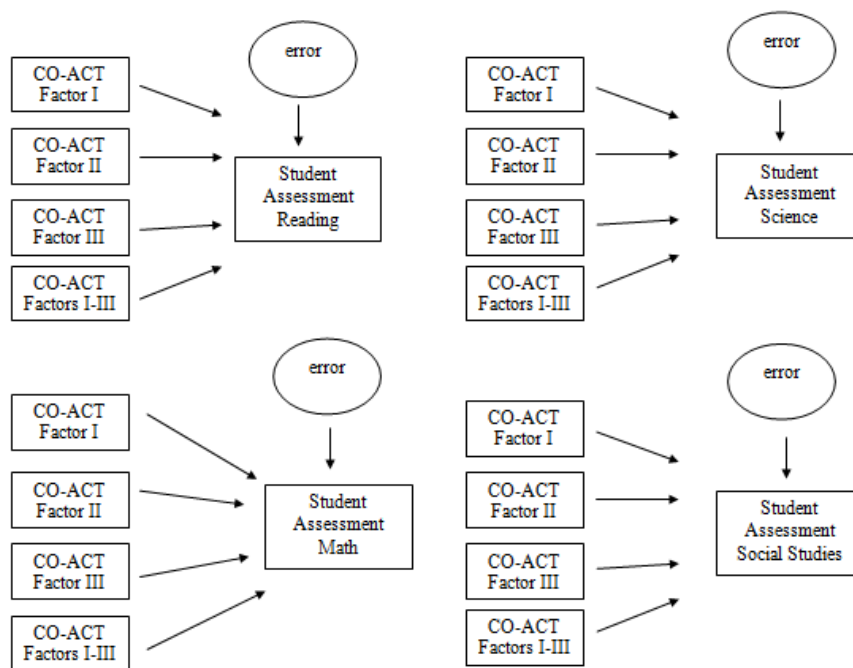 error
CO-ACT
Factor I
CO-ACT
Factor II
CO-ACT
Factor III
CO-ACT
Factors I-III
Student
Assessment
Reading
error
CO-ACT
Factor I
CO-ACT
Factor II
CO-ACT
Factor III
CO-ACT
Factors I-III
Student
Assessment
Science
error
CO-ACT
Factor I
CO-ACT
Factor II
CO-ACT
Factor III
CO-ACT
Factors I-III
Student
Assessment
Math
error
CO-ACT
Factor I
CO-ACT
Factor II
CO-ACT
Factor III
CO-ACT
Factors I-III
Student
Assessment
Social Studies